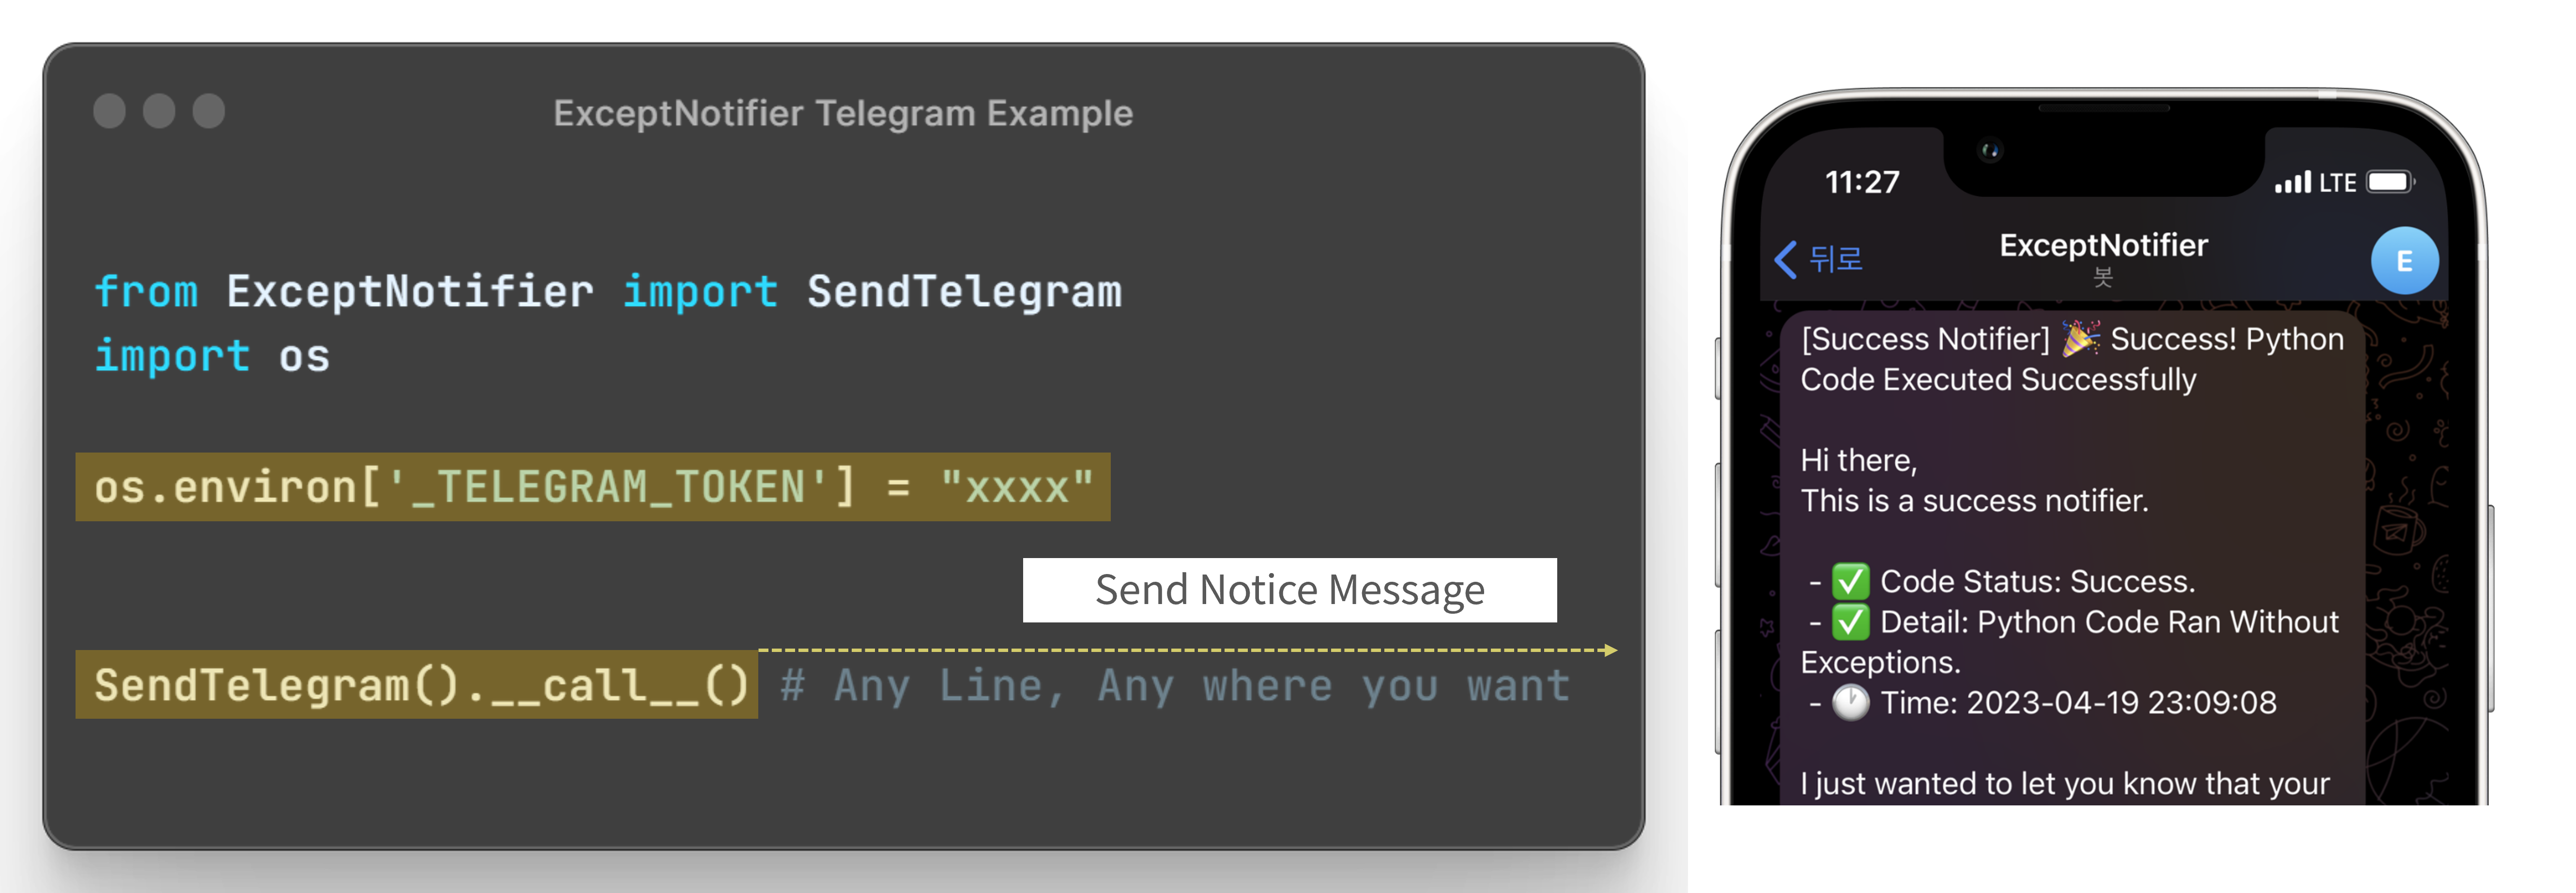 ExceptNotifier Telegram Example
from ExceptNotifier import SendTelegram
import os
os.environ['_TELEGRAM_TOKEN'] = "xxxx"
Send Notice Message
SendTelegram().__call__() # Any Line, Any where you want
11:27
LTE
뒤로
ExceptNotifier
봇
E
[Success Notifier] 🎉 Success! Python
Code Executed Successfully
Hi there,
This is a success notifier.
- ✅ Code Status: Success.
- ✅ Detail: Python Code Ran Without
Exceptions.
- 🕐 Time: 2023-04-19 23:09:08
I just wanted to let you know that your